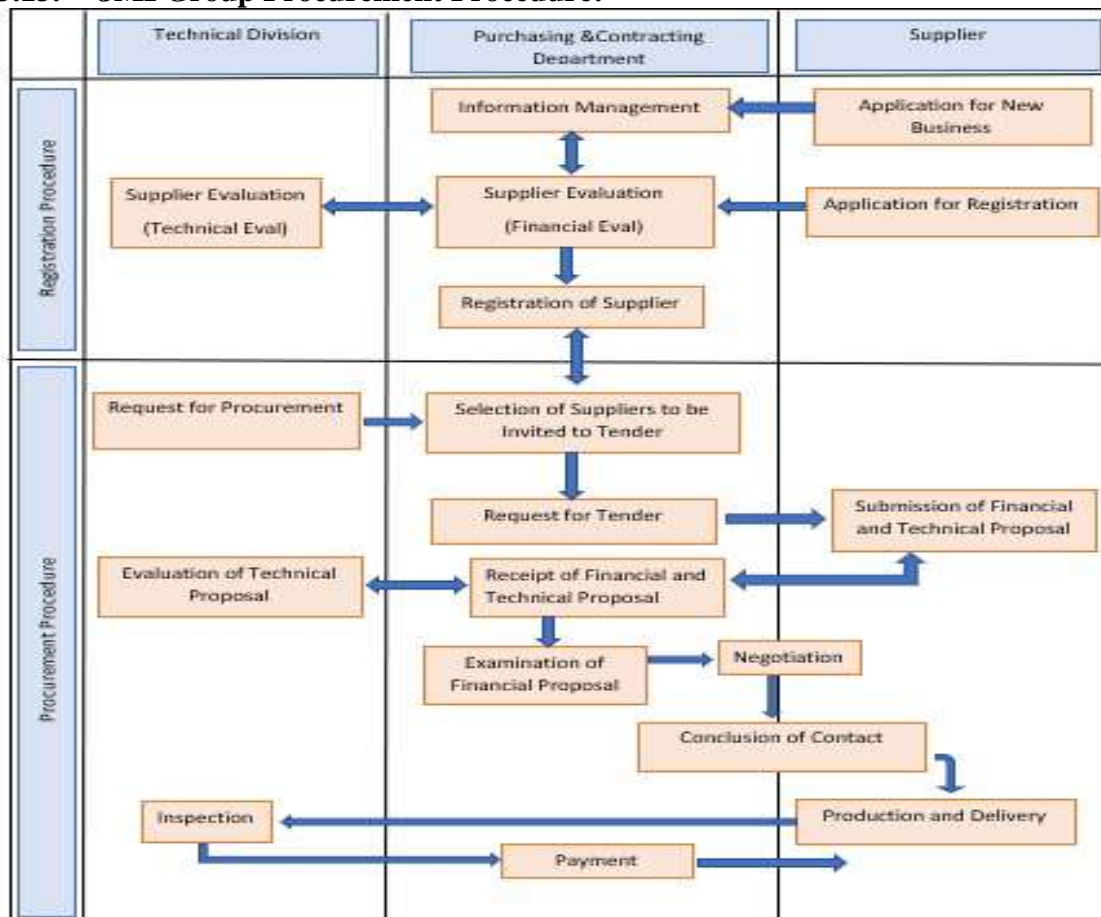 Group Procurement Procedure:
Technical Division
Purchasing &Contracting
Department
Supplier
Registration Procedure
Information Management
Application for New
Business
Supplier Evaluation
(Technical Eval)
Supplier Evaluation
(Financial Eval)
Application for Registration
Registration of Supplier
Procurement Procedure
Request for Procurement
Selection of Suppliers to be
Invited to Tender
Request for Tender
Submission of Financial
and Technical Proposal
Evaluation of Technical
Proposal
Receipt of Financial and
Technical Proposal
Examination of
Financial Proposal
Negotiation
Conclusion of Contact
Inspection
Production and Delivery
Payment